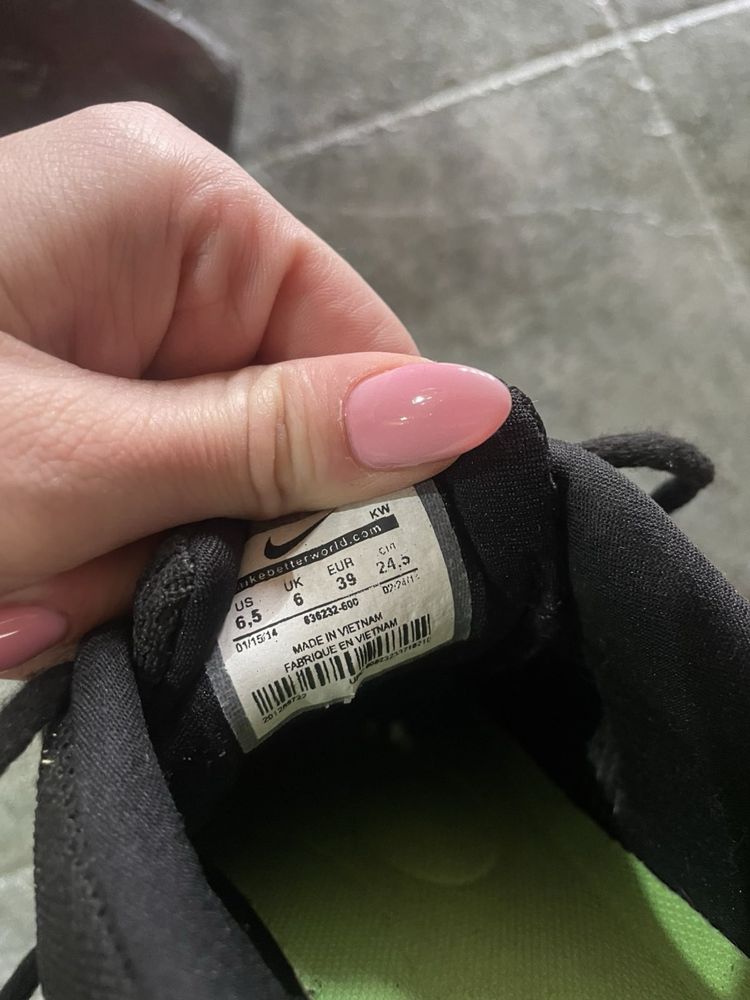 KW
nikebetterworld.com
US UK EUR cm
6,5 6 39 24,5
01/15/14 636232-600
MADE IN VIETNAM
FABRIQUE EN VIETNAM